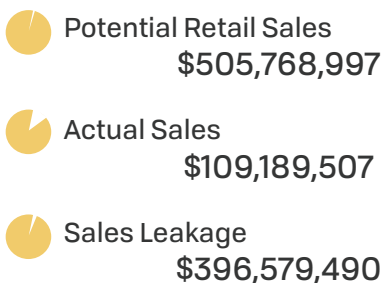 Potential Retail Sales
$505,768,997
Actual Sales
$109,189,507
Sales Leakage
$396,579,490